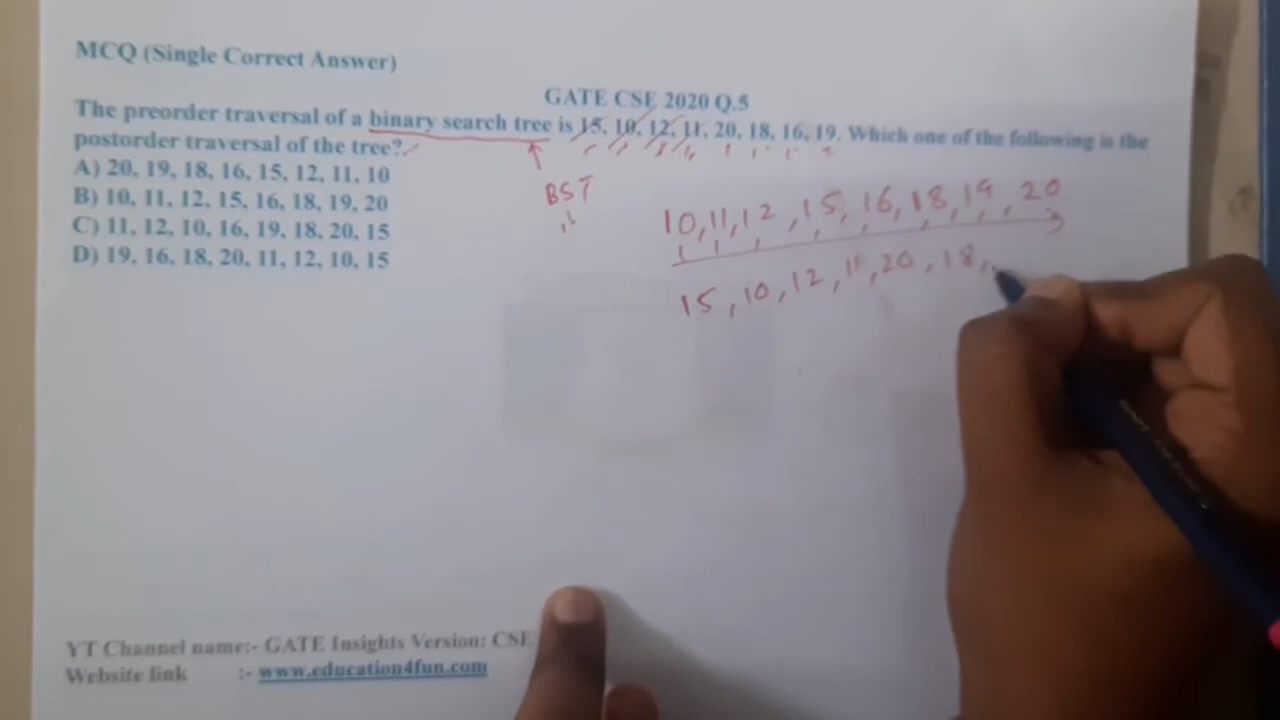 MCQ (Single Correct Answer)
GATE CSE 2020 Q.5
The preorder traversal of a binary search tree is 15, 10, 12, 11, 20, 18, 16, 19. Which one of the following is the
postorder traversal of the tree?
A) 20, 19, 18, 16, 15, 12, 11, 10
B) 10, 11, 12, 15, 16, 18, 19, 20
C) 11, 12, 10, 16, 19, 18, 20, 15
D) 19, 16, 18, 20, 11, 12, 10, 15
BST
10, 11, 12, 15, 16, 18, 19, 20
15, 10, 12, 11, 20, 18,
YT Channel name:- GATE Insights Version: CSE
Website link :- www.education4fun.com